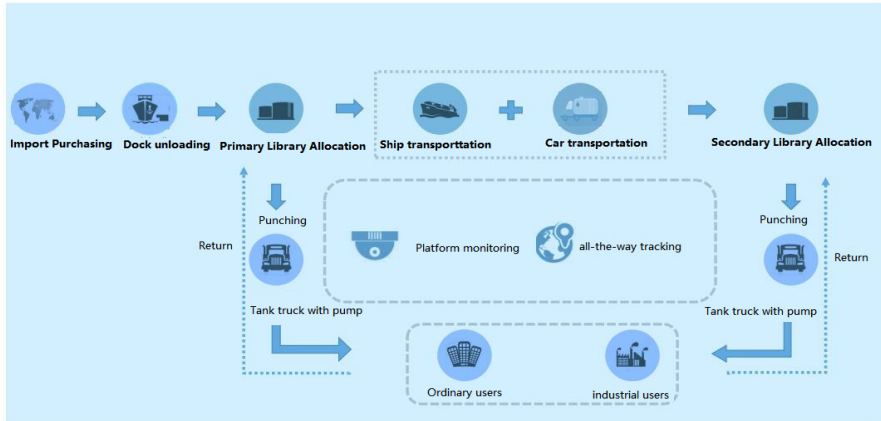 Import Purchasing
Dock unloading
Primary Library Allocation
Ship transporttation
Car transportation
Secondary Library Allocation
Punching
Punching
Return
Platform monitoring
all-the-way tracking
Return
Tank truck with pump
Tank truck with pump
Ordinary users
industrial users